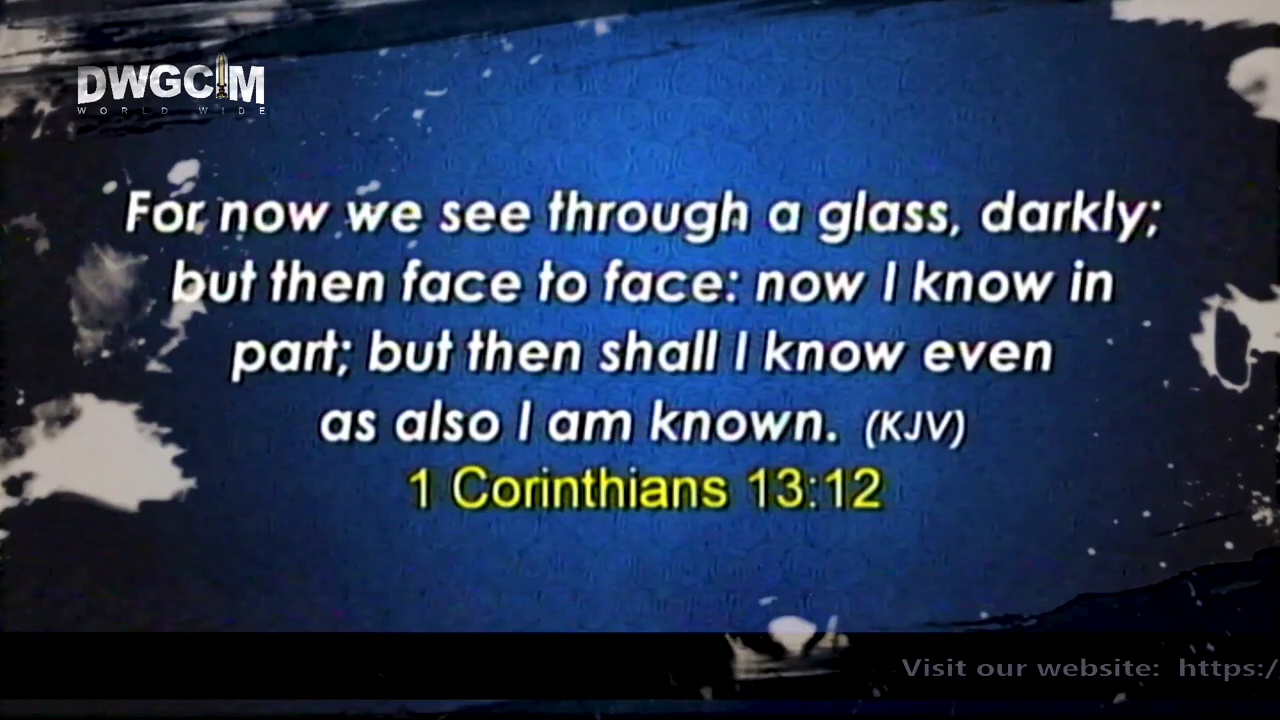 DWGCIM
WORLD WIDE
For now we see through a glass, darkly;
but then face to face: now I know in
part; but then shall I know even
as also I am known. (KJV)
1 Corinthians 13:12
Visit our website: https:/